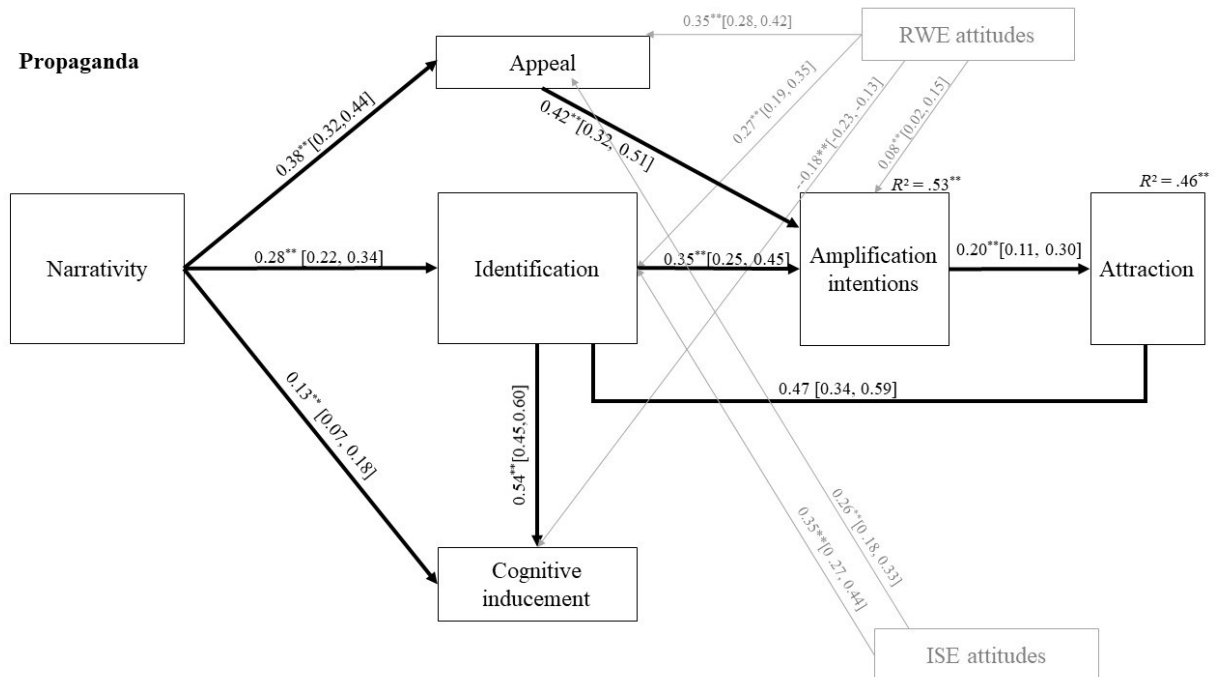 Propaganda
0.35**[0.28, 0.42]
RWE attitudes
Appeal
0.38**[0.32,0.44]
0.42**[0.32, 0.51]
0.27**[0.19, 0.35]
--0.18**[-0.23, -0.13]
0.08**[0.02, 0.15]
R² = .53**
R² = .46**
Narrativity
0.28** [0.22, 0.34]
Identification
0.35**[0.25, 0.45]
Amplification
intentions
0.20**[0.11, 0.30]
Attraction
0.13** [0.07, 0.18]
0.54**[0.45,0.60]
0.47 [0.34, 0.59]
0.26**[0.18, 0.33]
0.35**[0.27, 0.44]
Cognitive
inducement
ISE attitudes